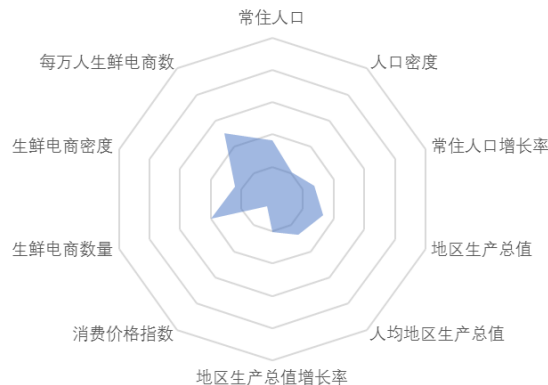 常住人口
每万人生鲜电商数
人口密度
生鲜电商密度
常住人口增长率
生鲜电商数量
地区生产总值
消费价格指数
人均地区生产总值
地区生产总值增长率